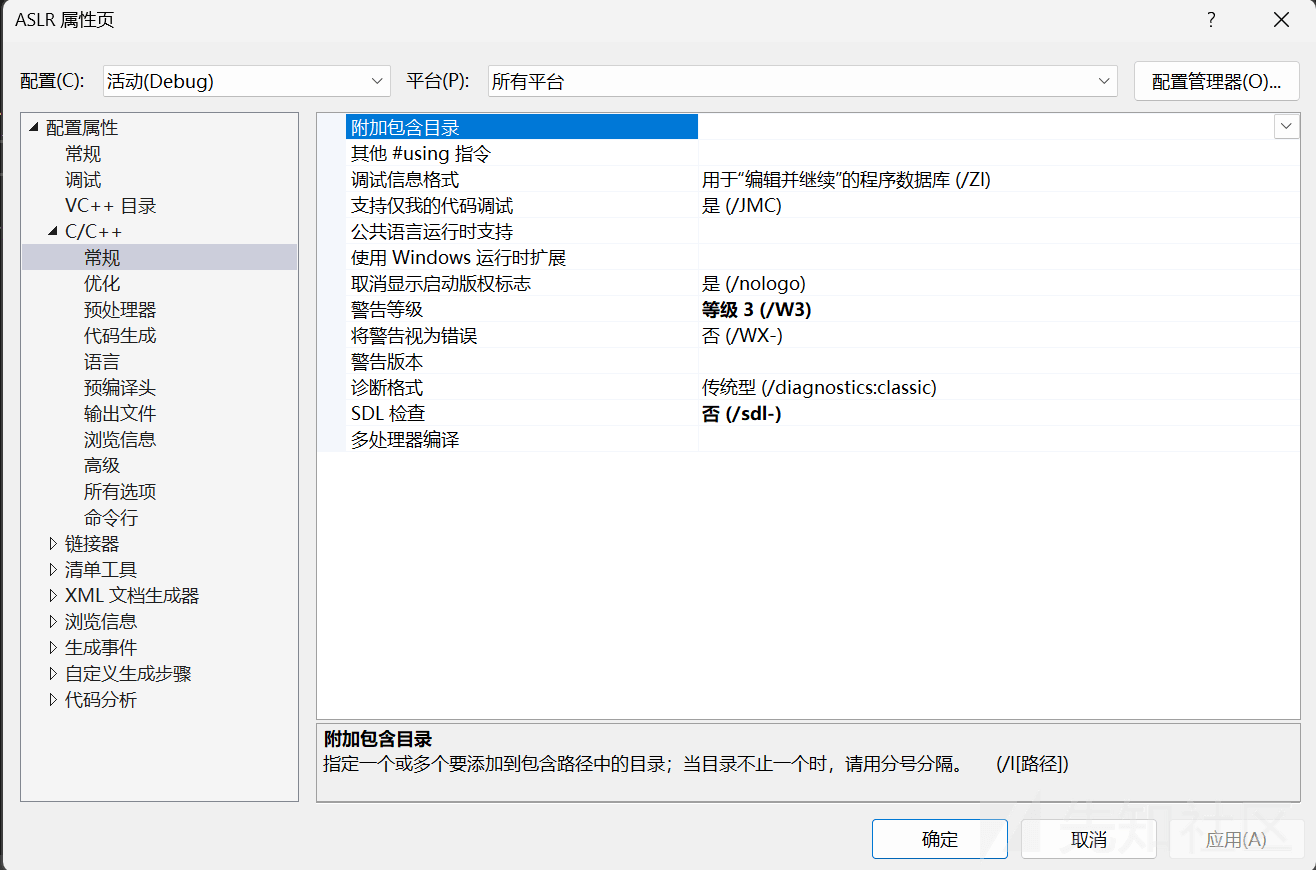 ASLR 属性页
配置(C): 活动(Debug) 平台(P): 所有平台 配置管理器(O)...
配置属性
常规
调试
VC++ 目录
C/C++
常规
优化
预处理器
代码生成
语言
预编译头
输出文件
浏览信息
高级
所有选项
命令行
链接器
清单工具
XML 文档生成器
浏览信息
生成事件
自定义生成步骤
代码分析
附加包含目录
其他 #using 指令
调试信息格式 用于“编辑并继续”的程序数据库 (/ZI)
支持仅我的代码调试 是 (/JMC)
公共语言运行时支持
使用 Windows 运行时扩展
取消显示启动版权标志 是 (/nologo)
警告等级 等级 3 (/W3)
将警告视为错误 否 (/WX-)
警告版本
诊断格式 传统型 (/diagnostics:classic)
SDL 检查 否 (/sdl-)
多处理器编译
附加包含目录
指定一个或多个要添加到包含路径中的目录；当目录不止一个时，请用分号分隔。 (/I[路径])
确定 取消 应用(A)
先知社区